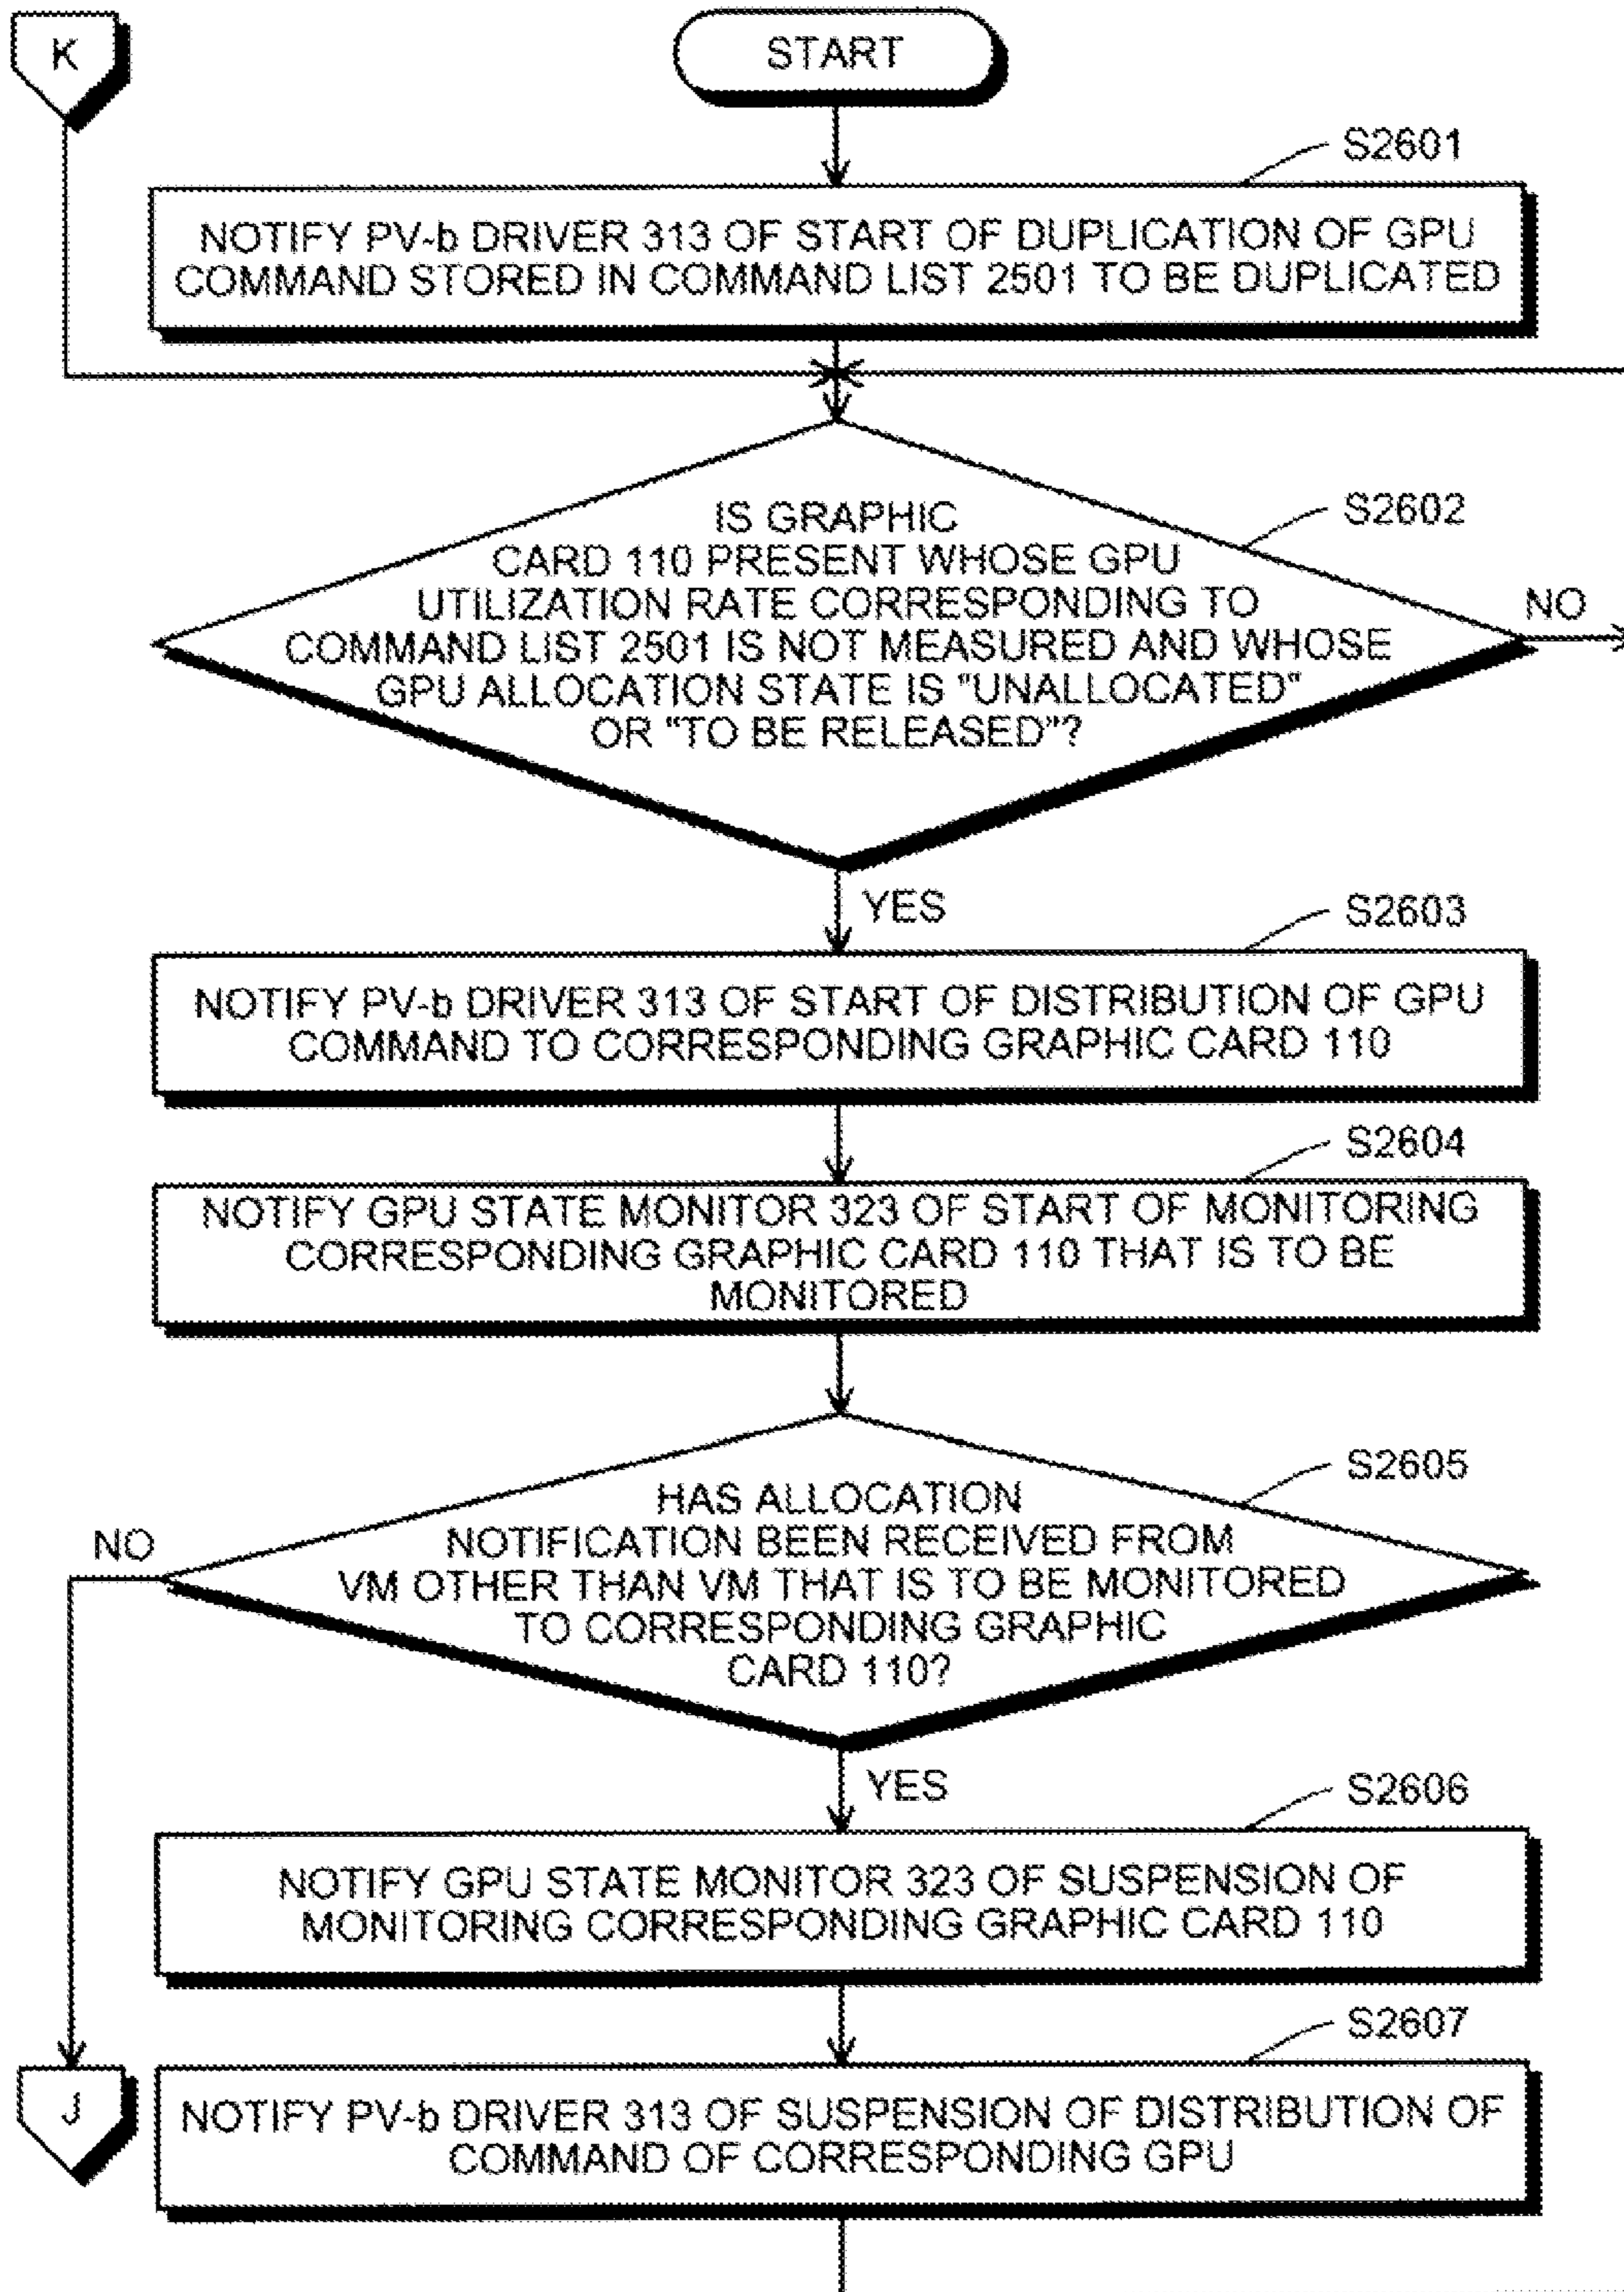 K
START
S2601
NOTIFY PV-b DRIVER 313 OF START OF DUPLICATION OF GPU
COMMAND STORED IN COMMAND LIST 2501 TO BE DUPLICATED
S2602
IS GRAPHIC
CARD 110 PRESENT WHOSE GPU
UTILIZATION RATE CORRESPONDING TO
COMMAND LIST 2501 IS NOT MEASURED AND WHOSE
GPU ALLOCATION STATE IS "UNALLOCATED"
OR "TO BE RELEASED"?
NO
YES
S2603
NOTIFY PV-b DRIVER 313 OF START OF DISTRIBUTION OF GPU
COMMAND TO CORRESPONDING GRAPHIC CARD 110
S2604
NOTIFY GPU STATE MONITOR 323 OF START OF MONITORING
CORRESPONDING GRAPHIC CARD 110 THAT IS TO BE
MONITORED
S2605
HAS ALLOCATION
NOTIFICATION BEEN RECEIVED FROM
VM OTHER THAN VM THAT IS TO BE MONITORED
TO CORRESPONDING GRAPHIC
CARD 110?
NO
YES
S2606
NOTIFY GPU STATE MONITOR 323 OF SUSPENSION OF
MONITORING CORRESPONDING GRAPHIC CARD 110
S2607
J
NOTIFY PV-b DRIVER 313 OF SUSPENSION OF DISTRIBUTION OF
COMMAND OF CORRESPONDING GPU